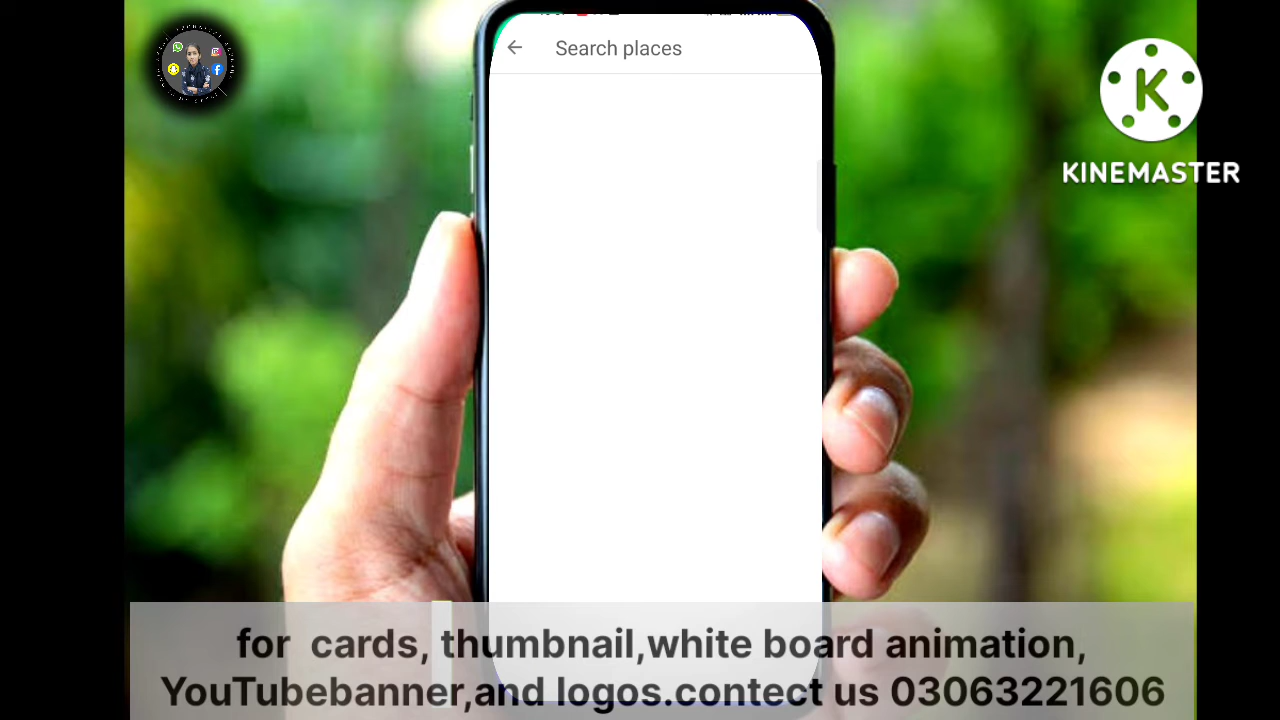 Search places
K
KINEMASTER
for cards, thumbnail,white board animation,
YouTubebanner,and logos.contect us 03063221606